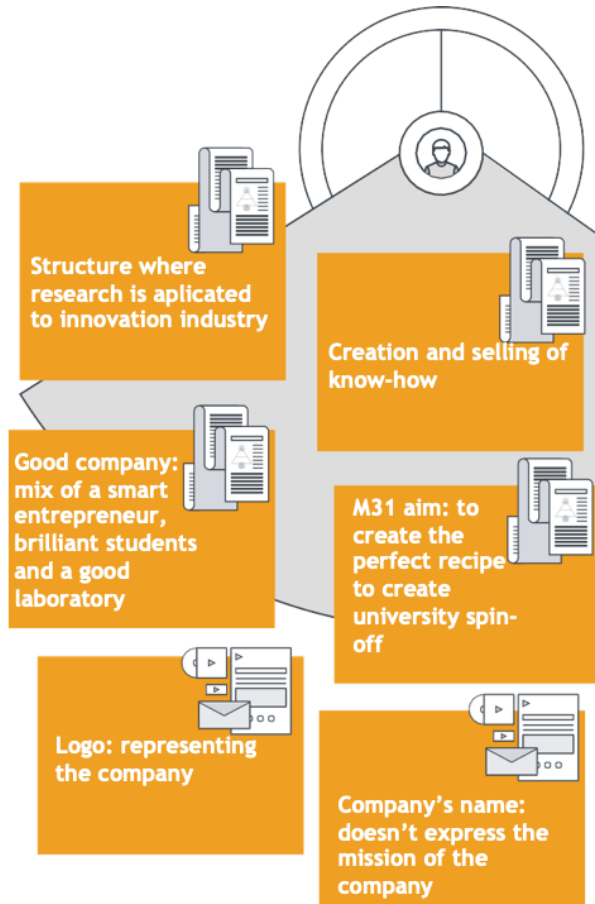 Structure where
research is aplicated
to innovation industry
Creation and selling of
know-how
Good company:
mix of a smart
entrepreneur,
brilliant students
and a good
laboratory
M31 aim: to
create the
perfect recipe
to create
university spin-
off
Logo: representing
the company
Company’s name:
doesn’t express the
mission of the
company